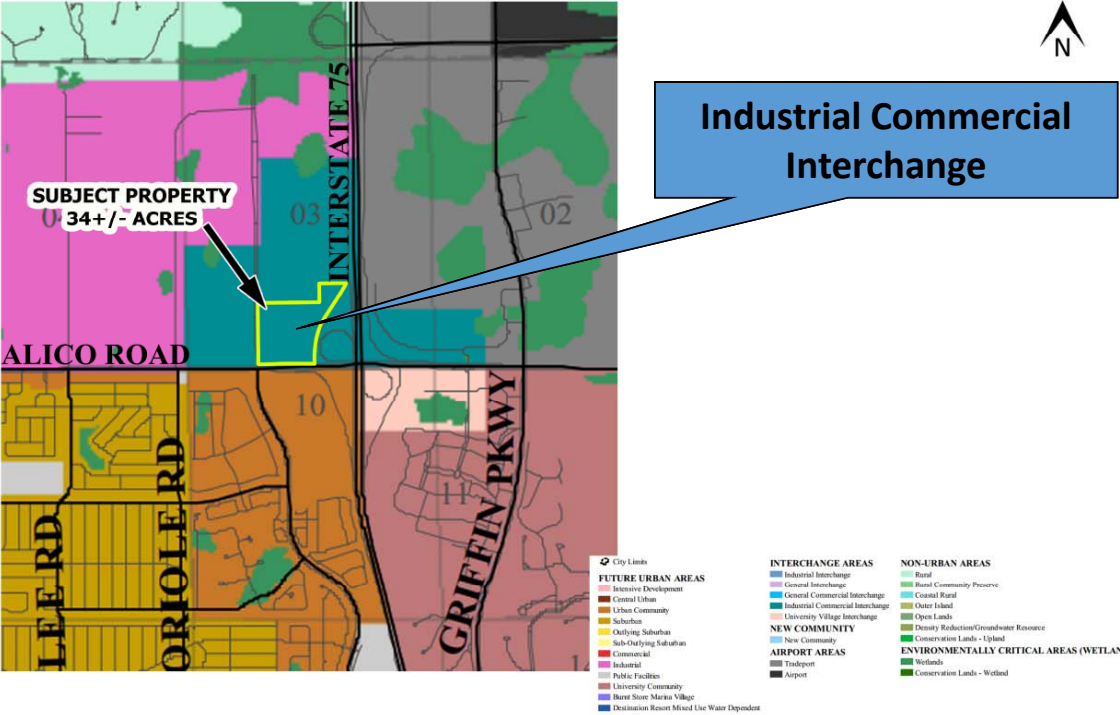 N
Industrial Commercial
Interchange
INTERSTATE 75
SUBJECT PROPERTY
34+/- ACRES
03
02
ALICO ROAD
10
11
GRIFFIN PKWY
ORIOLE RD
LEE RD
City Limits
FUTURE URBAN AREAS
Intensive Development
Central Urban
Urban Community
Suburban
Outlying Suburban
Sub-Outlying Suburban
Commercial
Industrial
Public Facilities
University Community
Burnt Store Marina Village
Destination Resort Mixed Use Water Dependent
INTERCHANGE AREAS
Industrial Interchange
General Interchange
General Commercial Interchange
Industrial Commercial Interchange
University Village Interchange
NEW COMMUNITY
New Community
AIRPORT AREAS
Tradeport
Airport
NON-URBAN AREAS
Rural
Rural Community Preserve
Coastal Rural
Outer Island
Open Lands
Density Reduction/Groundwater Resource
Conservation Lands - Upland
ENVIRONMENTALLY CRITICAL AREAS (WETLAN
Wetlands
Conservation Lands - Wetland